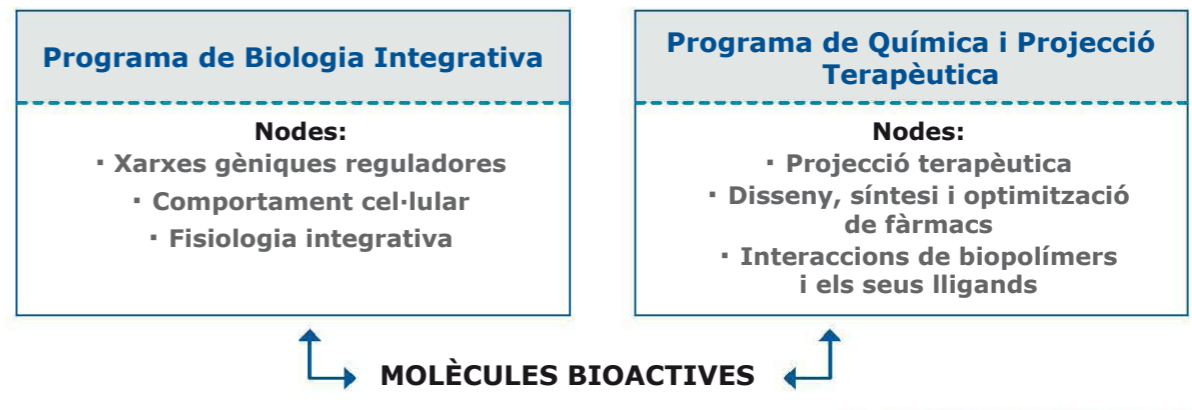 Programa de Biologia Integrativa
Nodes:
· Xarxes gèniques reguladores
· Comportament cel·lular
· Fisiologia integrativa
Programa de Química i Projecció
Terapèutica
Nodes:
· Projecció terapèutica
· Disseny, síntesi i optimització
de fàrmacs
· Interaccions de biopolímers
i els seus lligands
MOLÈCULES BIOACTIVES